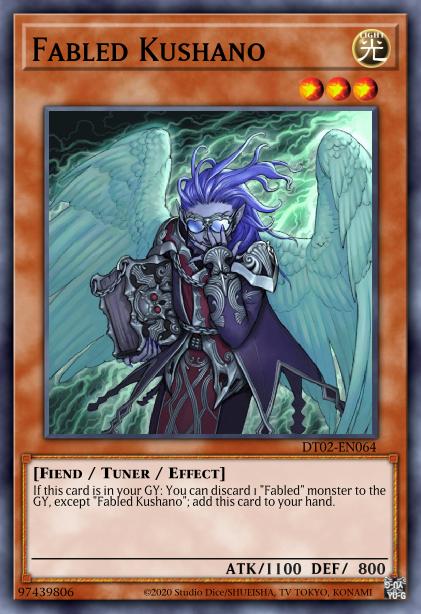 Fabled Kushano
LIGHT
光
DT02-EN064
[Fiend / Tuner / Effect]
If this card is in your GY: You can discard 1 "Fabled" monster to the
GY, except "Fabled Kushano"; add this card to your hand.
ATK/1100 DEF/ 800
97439806
©2020 Studio Dice/SHUEISHA, TV TOKYO, KONAMI